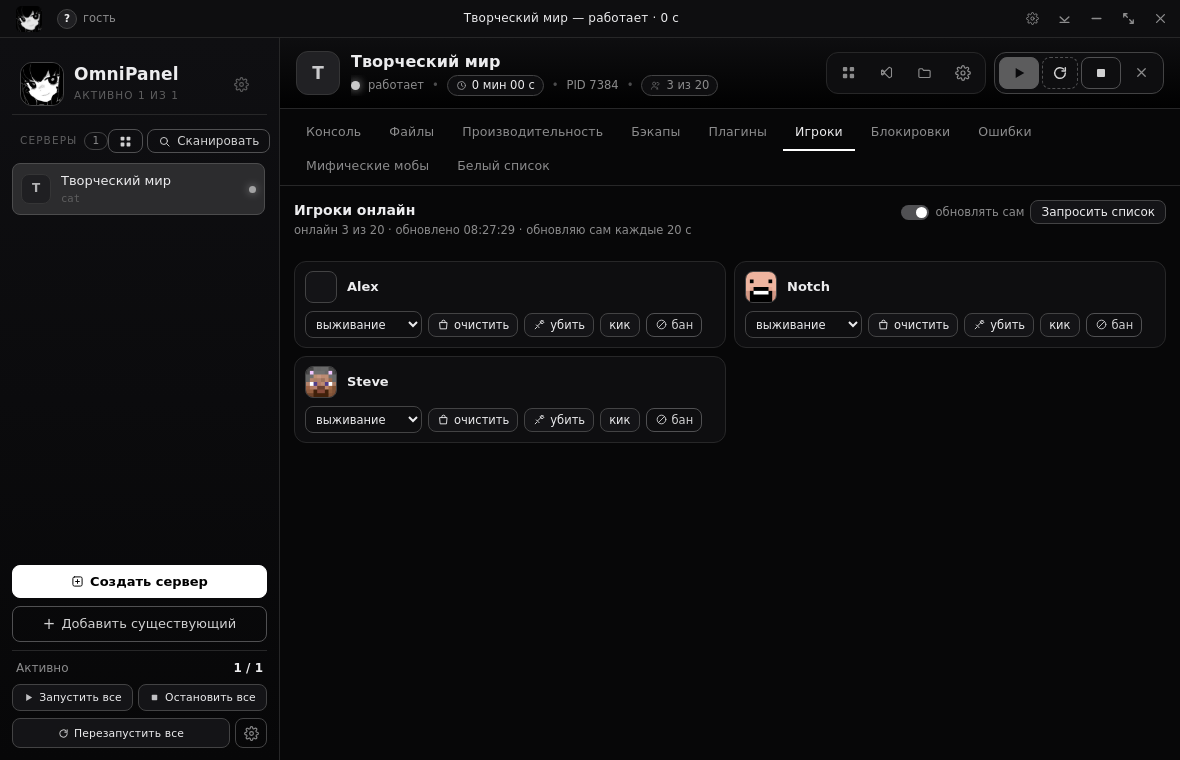 ? гость
Творческий мир — работает · 0 с
OmniPanel
АКТИВНО 1 ИЗ 1
СЕРВЕРЫ 1
Сканировать
T
Творческий мир
cat
Создать сервер
+ Добавить существующий
Активно 1 / 1
Запустить все
Остановить все
Перезапустить все
T
Творческий мир
работает • 0 мин 00 с • PID 7384 • 3 из 20
Консоль Файлы Производительность Бэкапы Плагины Игроки Блокировки Ошибки
Мифические мобы Белый список
Игроки онлайн
онлайн 3 из 20 · обновлено 08:27:29 · обновляю сам каждые 20 с
обновлять сам
Запросить список
Alex
выживание очистить убить кик бан
Notch
выживание очистить убить кик бан
Steve
выживание очистить убить кик бан